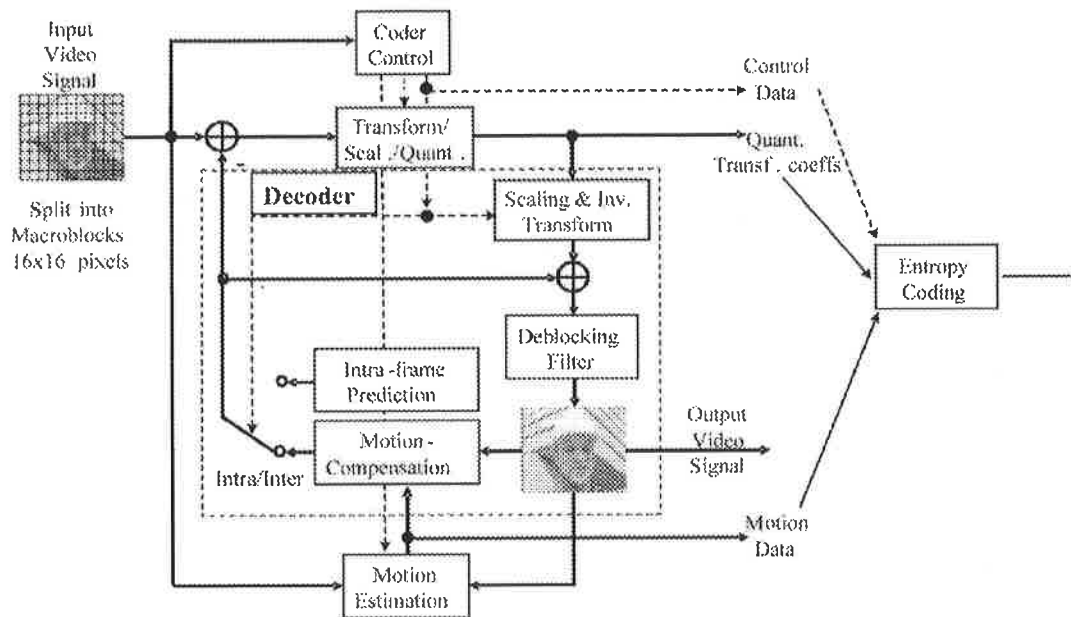 Input
Video
Signal
Coder
Control
Control
Data
Transform/
Scal./Quant.
Quant.
Transf. coeffs
-
Decoder
Scaling & Inv.
Transform
Split into
Macroblocks
16x16 pixels
Entropy
Coding
Deblocking
Filter
Intra-frame
Prediction
Output
Video
Signal
Motion-
Compensation
Intra/Inter
Motion
Data
Motion
Estimation